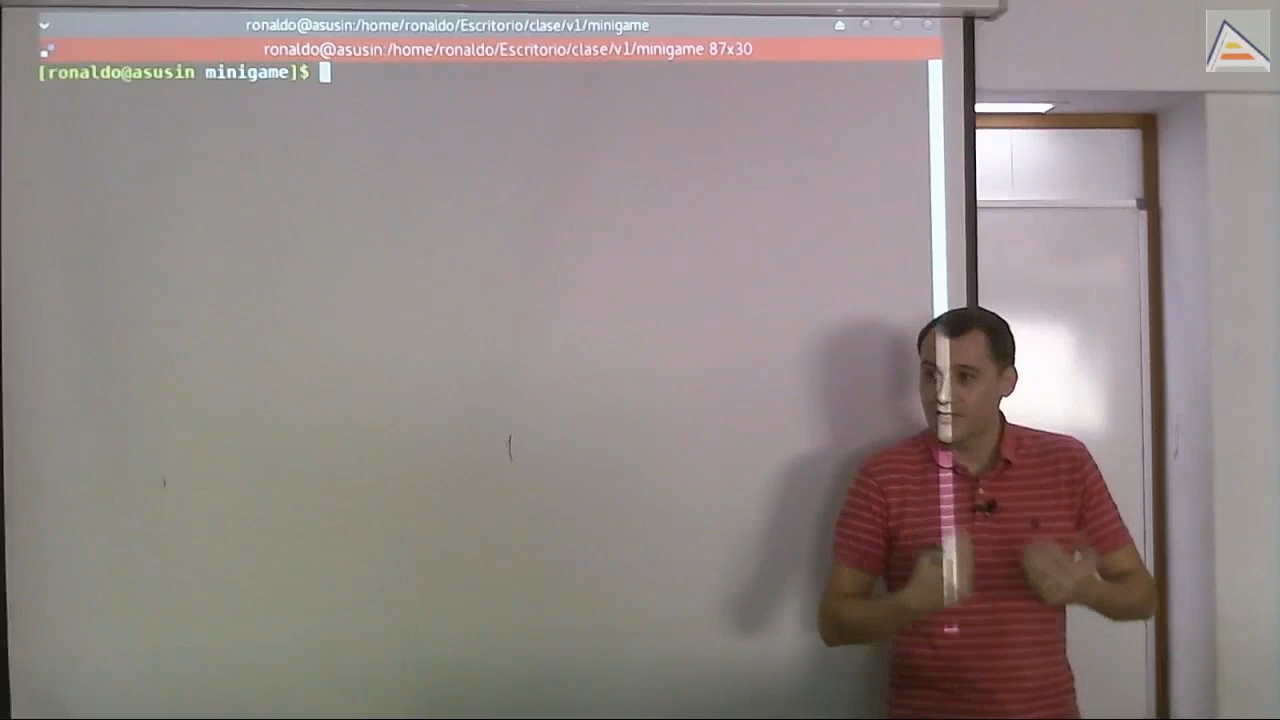 ronaldo@asusin:/home/ronaldo/Escritorio/clase/v1/minigame
ronaldo@asusin:/home/ronaldo/Escritorio/clase/v1/minigame 87x30
[ronaldo@asusin minigame]$